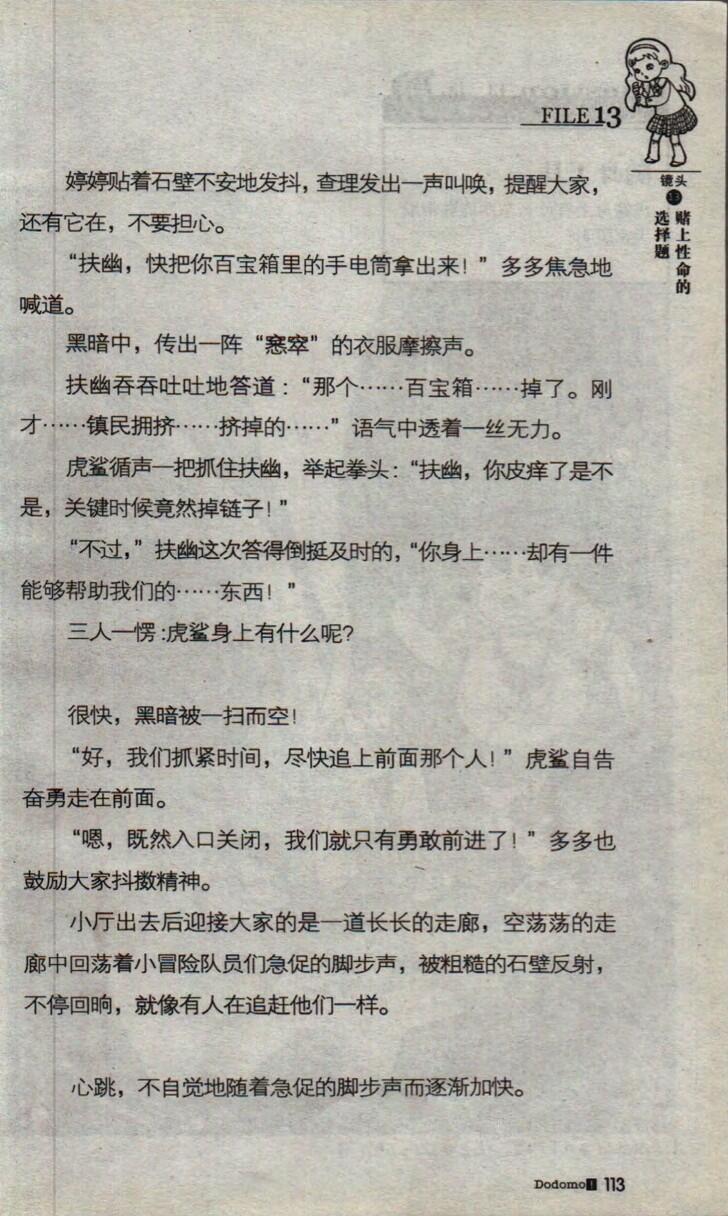 FILE13
镜头
13
赌上性命的
选择题
婷婷贴着石壁不安地发抖，查理发出一声叫唤，提醒大家，
还有它在，不要担心。
“扶幽，快把你百宝箱里的手电筒拿出来！”多多焦急地
喊道。
黑暗中，传出一阵“窸窣”的衣服摩擦声。
扶幽吞吞吐吐地答道：“那个……百宝箱……掉了。刚
才……镇民拥挤……挤掉的……”语气中透着一丝无力。
虎鲨循声一把抓住扶幽，举起拳头：“扶幽，你皮痒了是不
是，关键时候竟然掉链子！”
“不过，”扶幽这次答得倒挺及时的，“你身上……却有一件
能够帮助我们的……东西！”
三人一愣：虎鲨身上有什么呢？
很快，黑暗被一扫而空！
“好，我们抓紧时间，尽快追上前面那个人！”虎鲨自告
奋勇走在前面。
“嗯，既然入口关闭，我们就只有勇敢前进了！”多多也
鼓励大家抖擞精神。
小厅出去后迎接大家的是一道长长的走廊，空荡荡的走
廊中回荡着小冒险队员们急促的脚步声，被粗糙的石壁反射，
不停回响，就像有人在追赶他们一样。
心跳，不自觉地随着急促的脚步声而逐渐加快。
Dodomo! 113